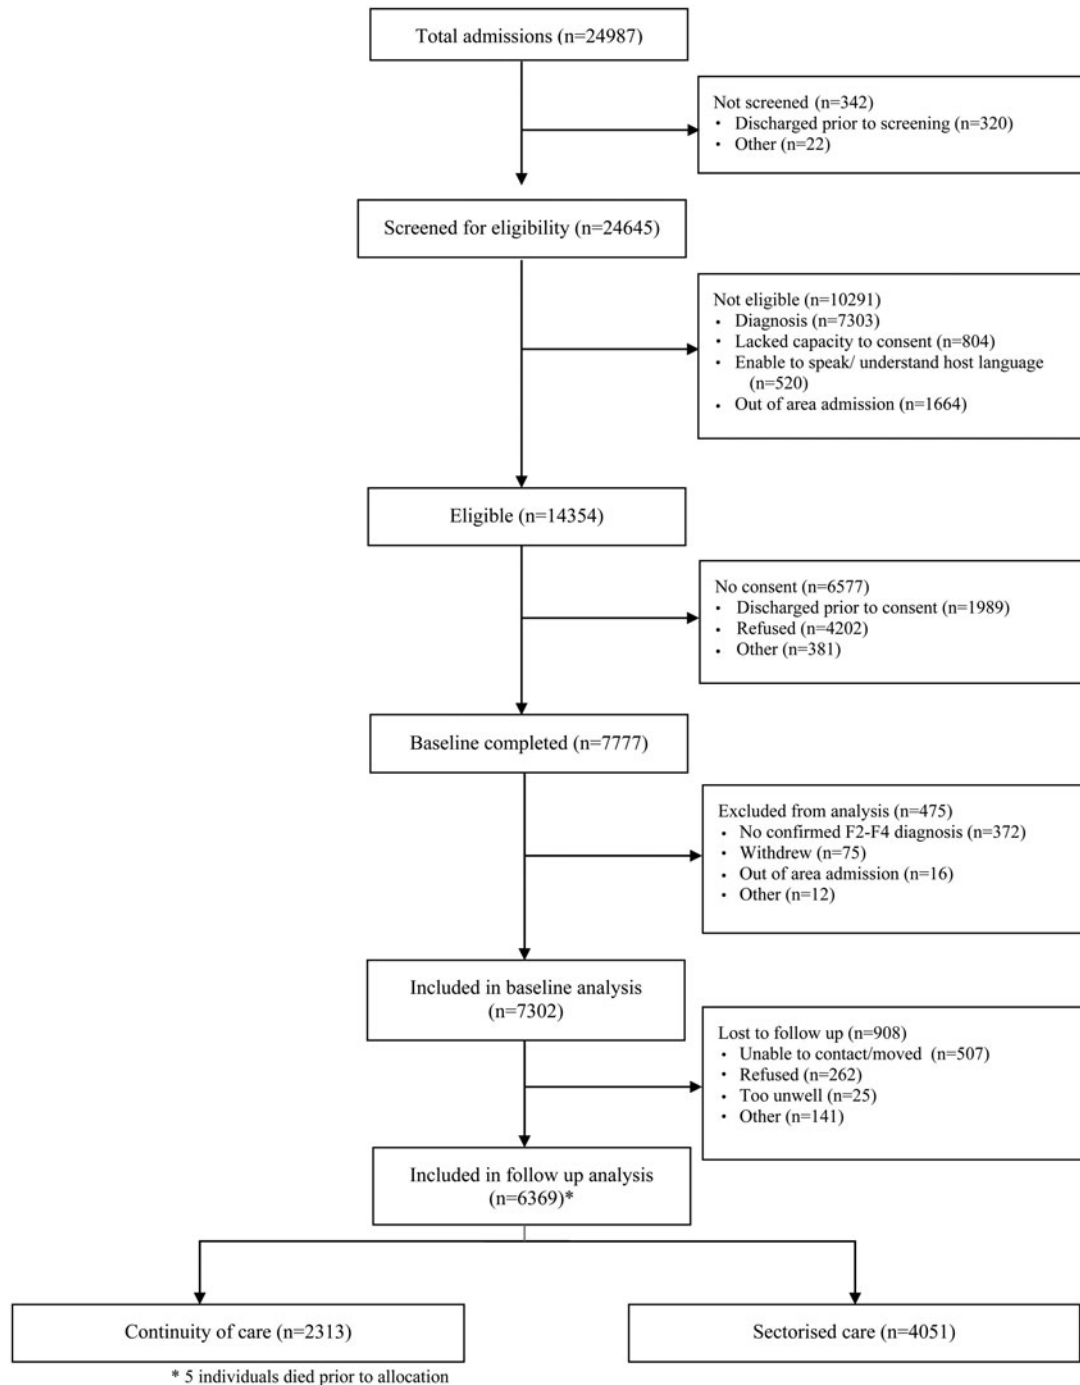 Total admissions (n=24987)
Not screened (n=342)
• Discharged prior to screening (n=320)
• Other (n=22)
Screened for eligibility (n=24645)
Not eligible (n=10291)
• Diagnosis (n=7303)
• Lacked capacity to consent (n=804)
• Enable to speak/ understand host language
(n=520)
• Out of area admission (n=1664)
Eligible (n=14354)
No consent (n=6577)
• Discharged prior to consent (n=1989)
• Refused (n=4202)
• Other (n=381)
Baseline completed (n=7777)
Excluded from analysis (n=475)
• No confirmed F2-F4 diagnosis (n=372)
• Withdrew (n=75)
• Out of area admission (n=16)
• Other (n=12)
Included in baseline analysis
(n=7302)
Lost to follow up (n=908)
• Unable to contact/moved (n=507)
• Refused (n=262)
• Too unwell (n=25)
• Other (n=141)
Included in follow up analysis
(n=6369)*
Continuity of care (n=2313)
Sectorised care (n=4051)
* 5 individuals died prior to allocation